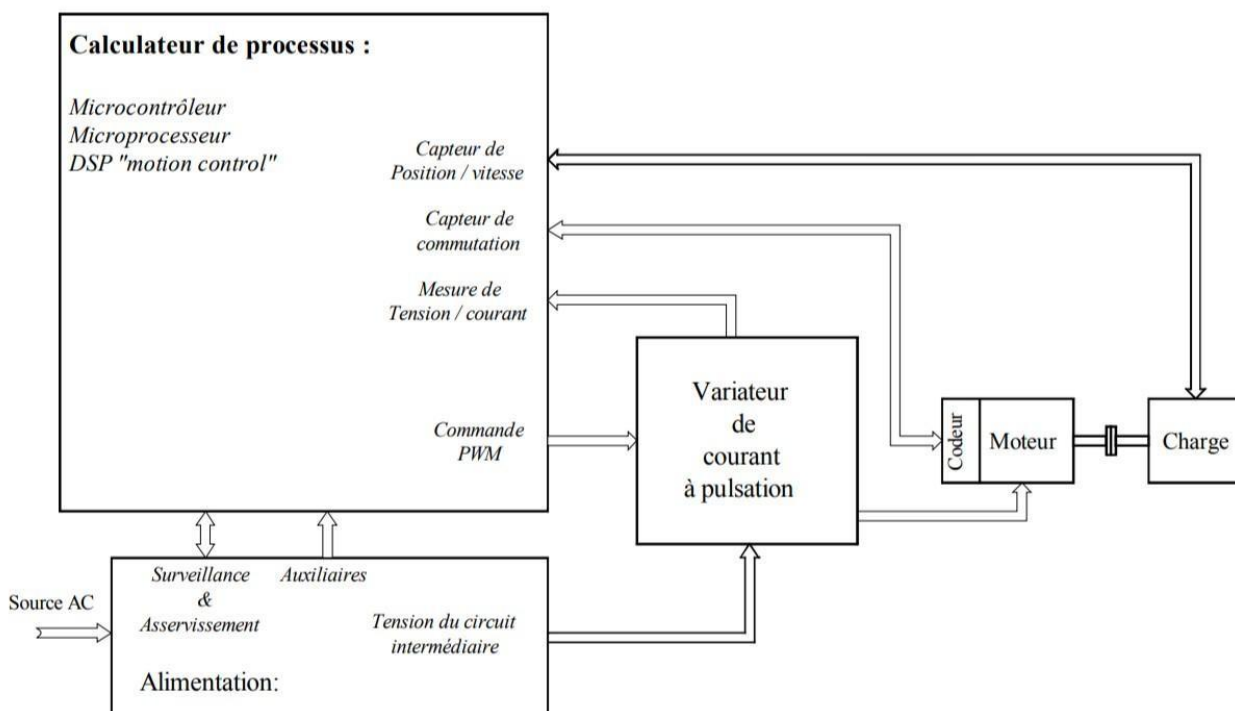 Calculateur de processus :
Microcontrôleur
Microprocesseur
DSP "motion control"
Capteur de
Position / vitesse
Capteur de
commutation
Mesure de
Tension / courant
Commande
PWM
Variateur
de
courant
à pulsation
Codeur
Moteur
Charge
Source AC
Surveillance
&
Asservissement
Auxiliaires
Tension du circuit
intermédiaire
Alimentation: